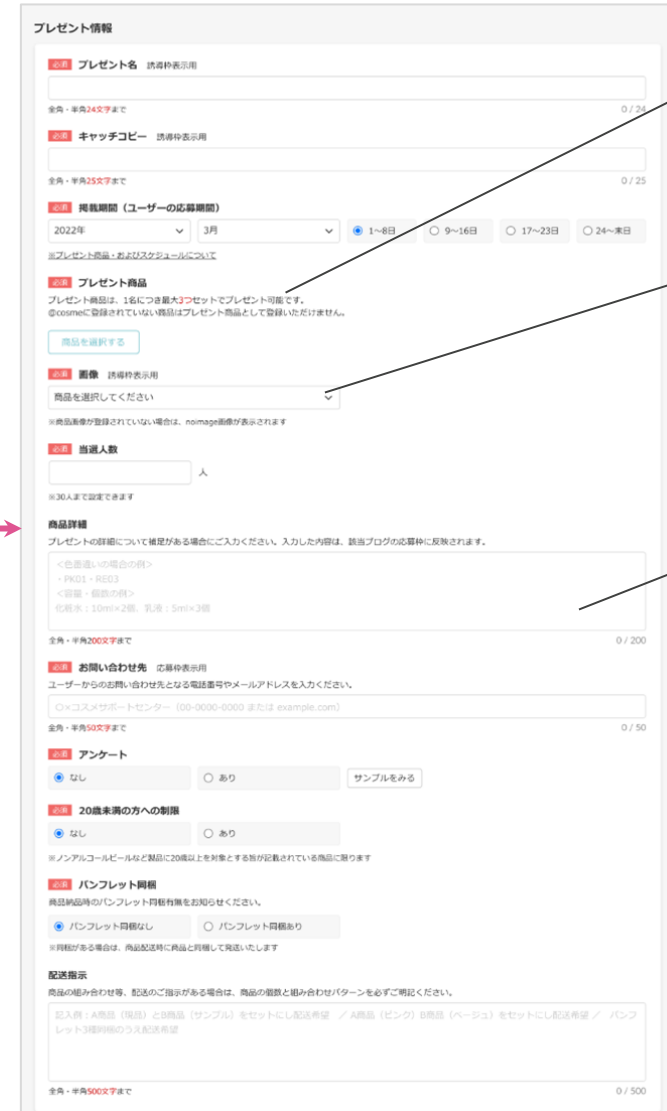 プレゼント情報
必須 プレゼント名 誘導枠表示用
全角・半角24文字まで 0 / 24
必須 キャッチコピー 誘導枠表示用
全角・半角25文字まで 0 / 25
必須 掲載期間（ユーザーの応募期間）
2022年 3月 1〜8日 9〜16日 17〜23日 24〜末日
※プレゼント商品・およびスケジュールについて
必須 プレゼント商品
プレゼント商品は、1名につき最大3つセットでプレゼント可能です。
@cosmeに登録されていない商品はプレゼント商品として登録いただけません。
商品を選択する
必須 画像 誘導枠表示用
商品を選択してください
※商品画像が登録されていない場合は、noimage画像が表示されます
必須 当選人数
人
※30人まで設定できます
商品詳細
プレゼントの詳細について補足がある場合にご入力ください。入力した内容は、該当ブログの応募枠に反映されます。
＜色番違いの場合の例＞
・PK01・RE03
＜容量・個数の例＞
化粧水：10ml×2個、乳液：5ml×3個
全角・半角200文字まで 0 / 200
必須 お問い合わせ先 応募枠表示用
ユーザーからのお問い合わせ先となる電話番号やメールアドレスを入力ください。
○×コスメサポートセンター（00-0000-0000 または example.com）
全角・半角50文字まで 0 / 50
必須 アンケート
なし あり サンプルをみる
必須 20歳未満の方への制限
なし あり
※ノンアルコールビールなど製品に20歳以上を対象とする旨が記載されている商品に限ります
必須 パンフレット同梱
商品納品時のパンフレット同梱有無をお知らせください。
パンフレット同梱なし パンフレット同梱あり
※同梱がある場合は、商品配送時に商品と同梱して発送いたします
配送指示
商品の組み合わせ等、配送のご指示がある場合は、商品の個数と組み合わせパターンを必ずご明記ください。
記入例：A商品（現品）とB商品（サンプル）をセットにし配送希望 ／ A商品（ピンク）B商品（ベージュ）をセットにし配送希望 ／ パンフ
レット3種同梱のうえ配送希望
全角・半角500文字まで 0 / 500